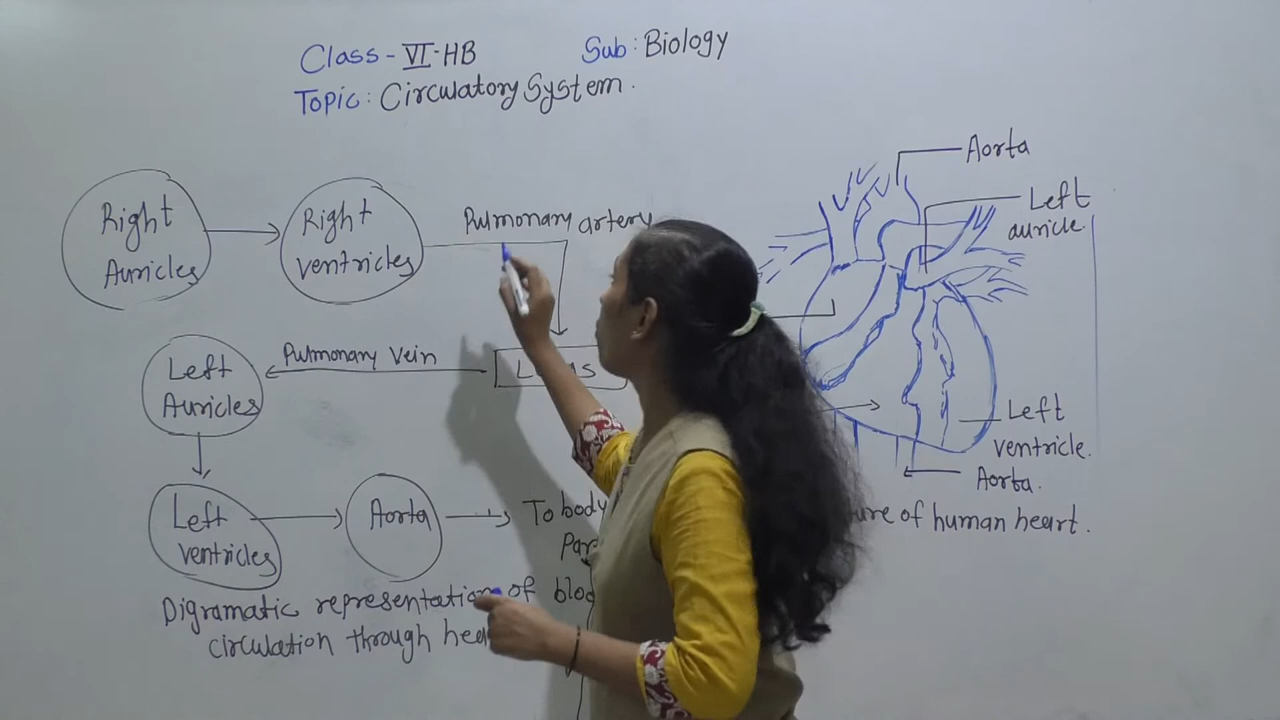 Class - VI-HB Sub: Biology
Topic: Circulatory System.
Right
Auricles
Right
ventricles
Pulmonary artery
Left
Auricles
Pulmonary Vein
Left
ventricles
Aorta
To body
Digramatic representation of
circulation through
Aorta
Left
auricle.
Left
ventricle.
Aorta.
of human heart.